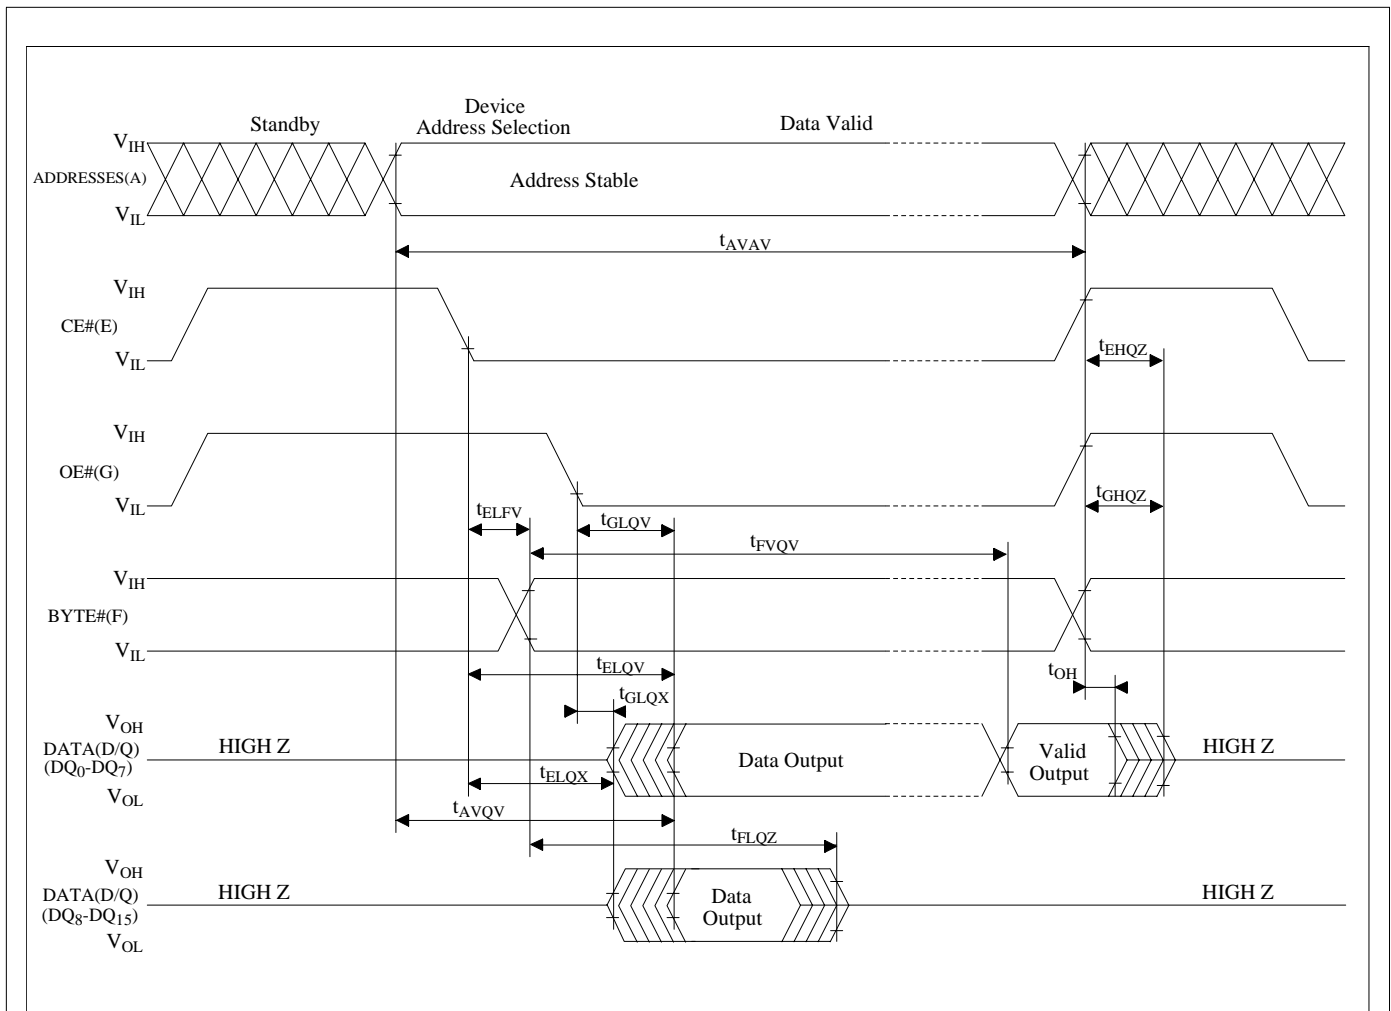 Standby
Device
Address Selection
Data Valid
VIH
ADDRESSES(A)
Address Stable
VIL
tAVAV
VIH
CE#(E)
VIL
tEHQZ
VIH
OE#(G)
VIL
tGHQZ
tELFV
tGLQV
tFVQV
VIH
BYTE#(F)
VIL
tELQV
tOH
tGLQX
VOH
DATA(D/Q)
(DQ0-DQ7)
HIGH Z
Data Output
Valid
Output
HIGH Z
VOL
tELQX
tAVQV
tFLQZ
VOH
DATA(D/Q)
(DQ8-DQ15)
HIGH Z
Data
Output
HIGH Z
VOL